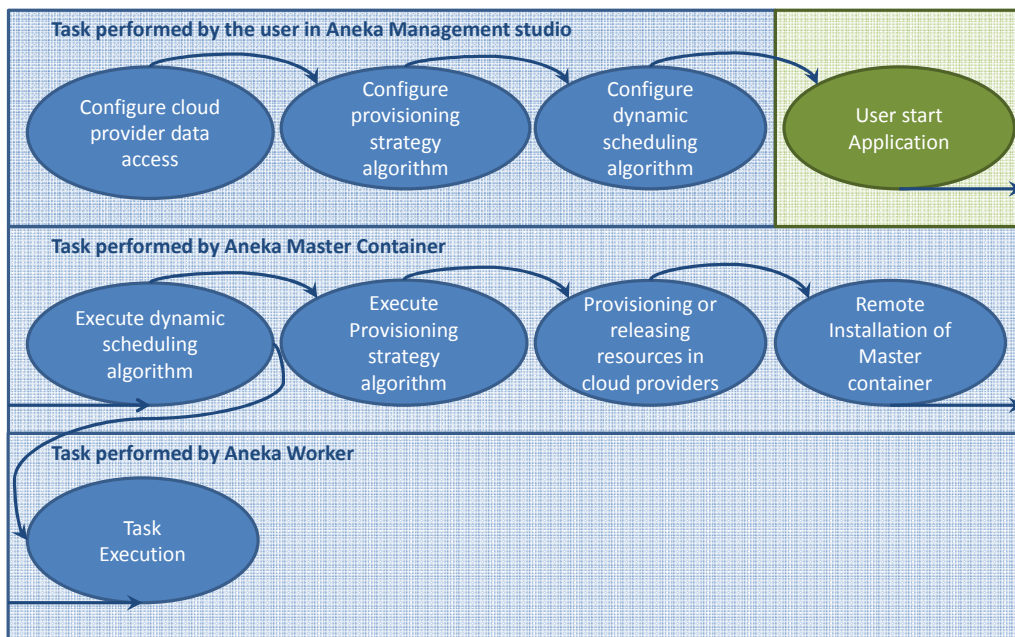 Task performed by the user in Aneka Management studio
Configure cloud
provider data
access
Configure
provisioning
strategy
algorithm
Configure
dynamic
scheduling
algorithm
User start
Application
Task performed by Aneka Master Container
Execute dynamic
scheduling
algorithm
Execute
Provisioning
strategy
algorithm
Provisioning or
releasing
resources in
cloud providers
Remote
Installation of
Master
container
Task performed by Aneka Worker
Task
Execution